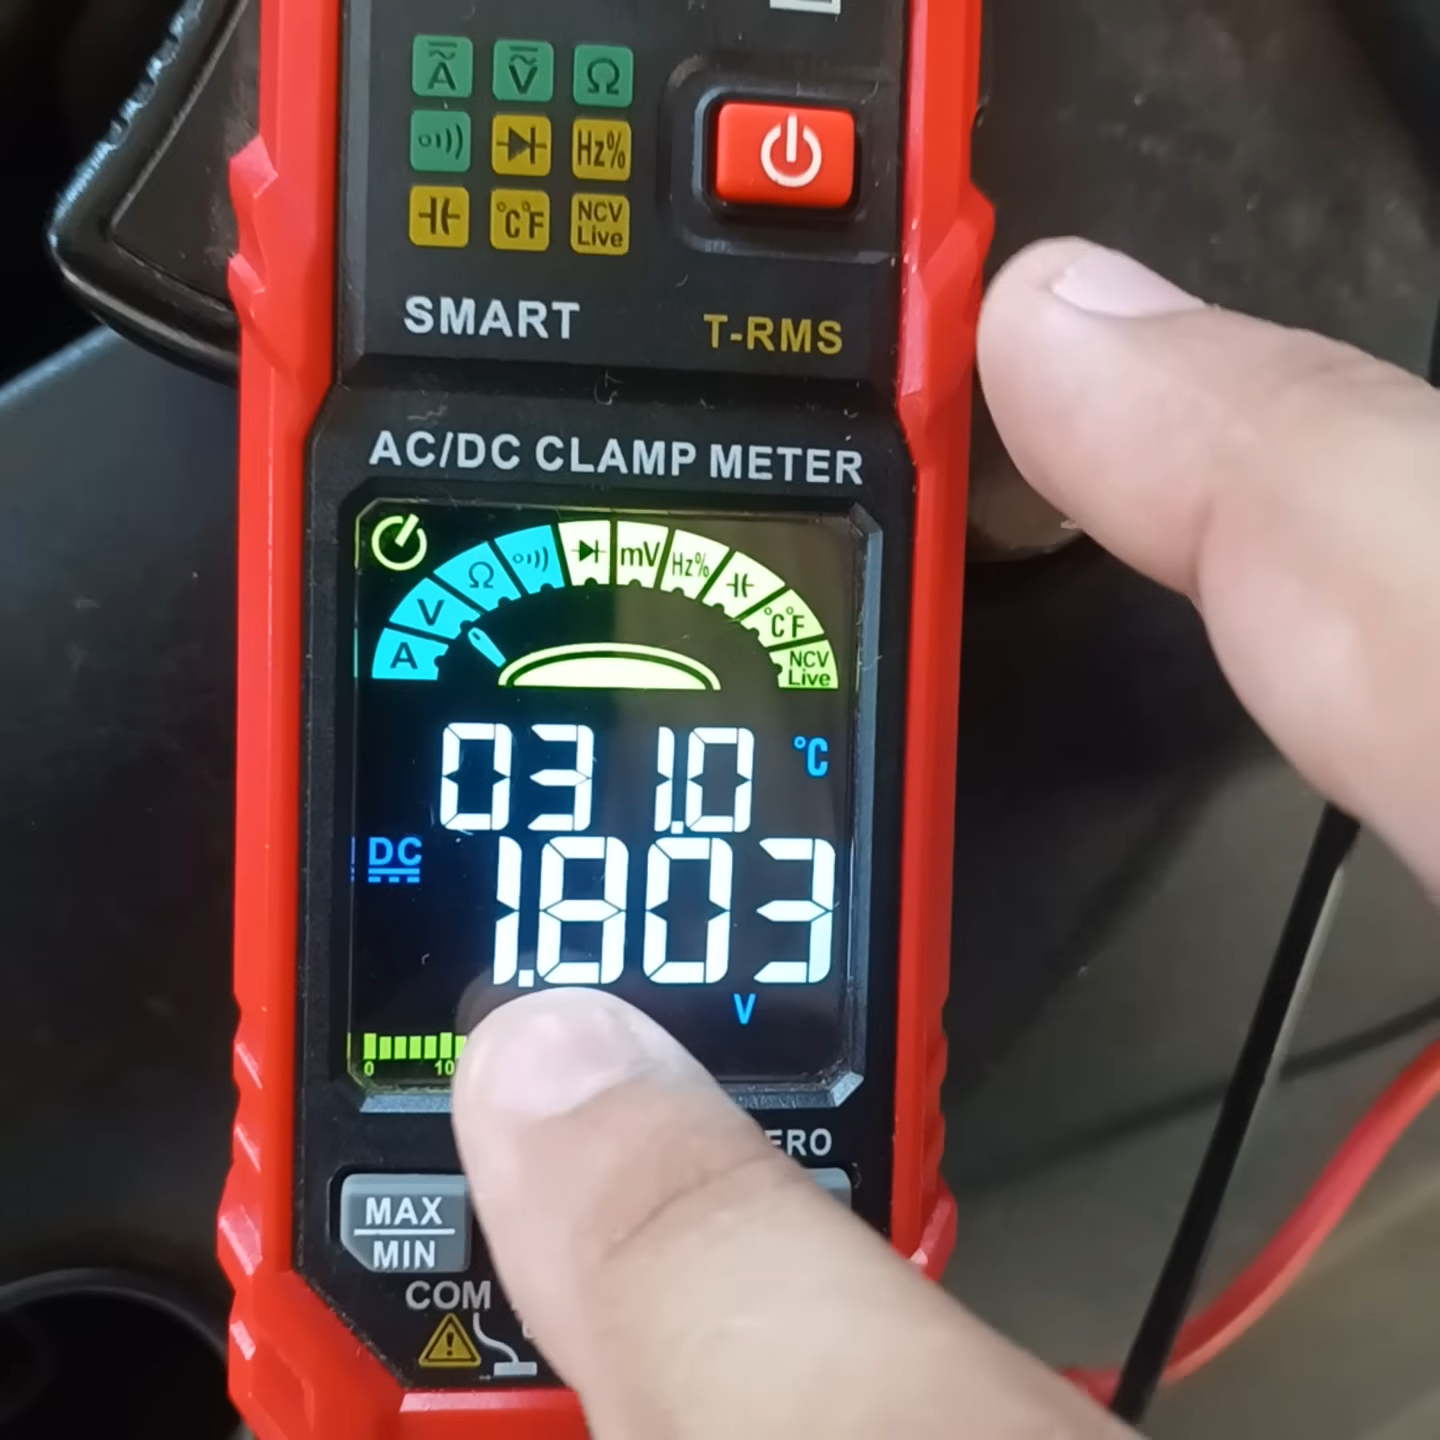 A V Ω
Hz%
°C°F NCV
Live
SMART T-RMS
AC/DC CLAMP METER
A V Ω mV Hz% °C°F NCV
Live
031.0 °C
DC 1.803
V
0 10
MAX
MIN
COM